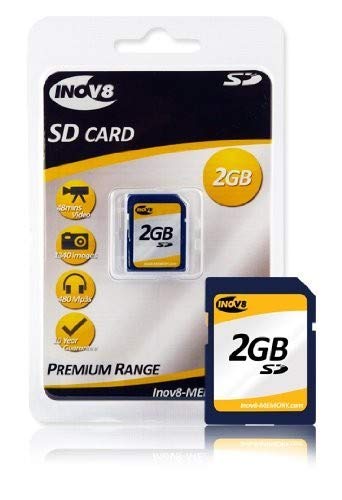 INOV8
SD
SD CARD
2GB
48mins
Video
1340 Images
480 Mp3s
10 Year
Guarantee
INOV8
2GB
SD
PREMIUM RANGE
Inov8-ME
INOV8
2GB
SD
Inov8-MEMORY.com